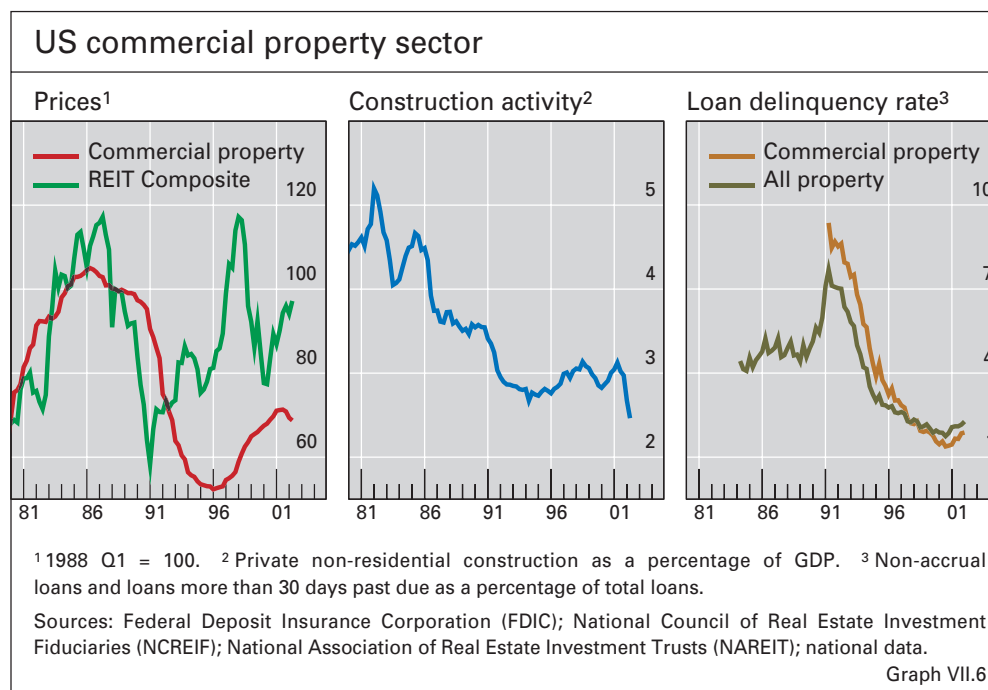 US commercial property sector
Prices¹
Commercial property
REIT Composite
120
100
80
60
81 86 91 96 01
Construction activity²
5
4
3
2
81 86 91 96 01
Loan delinquency rate³
Commercial property
All property
10
7
4
81 86 91 96 01
¹ 1988 Q1 = 100. ² Private non-residential construction as a percentage of GDP. ³ Non-accrual
loans and loans more than 30 days past due as a percentage of total loans.
Sources: Federal Deposit Insurance Corporation (FDIC); National Council of Real Estate Investment
Fiduciaries (NCREIF); National Association of Real Estate Investment Trusts (NAREIT); national data.
Graph VII.6